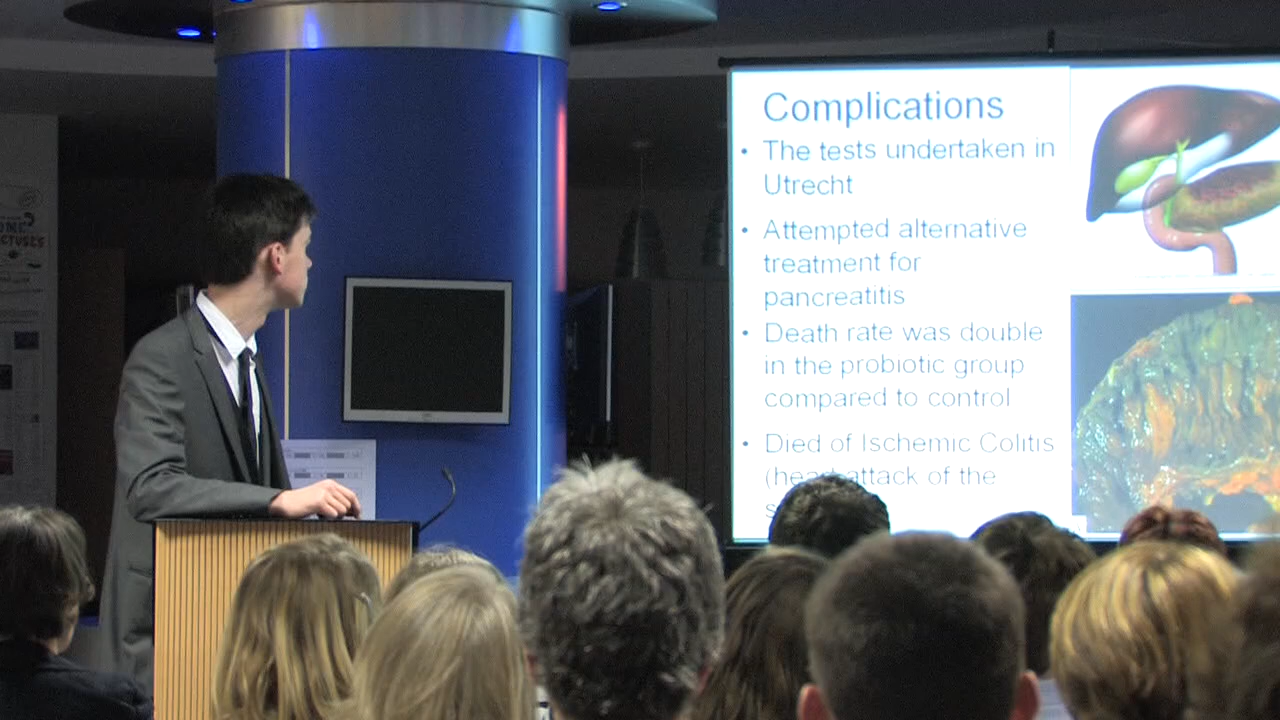 Complications
• The tests undertaken in
Utrecht
• Attempted alternative
treatment for
pancreatitis
• Death rate was double
in the probiotic group
compared to control
• Died of Ischemic Colitis
attack of the